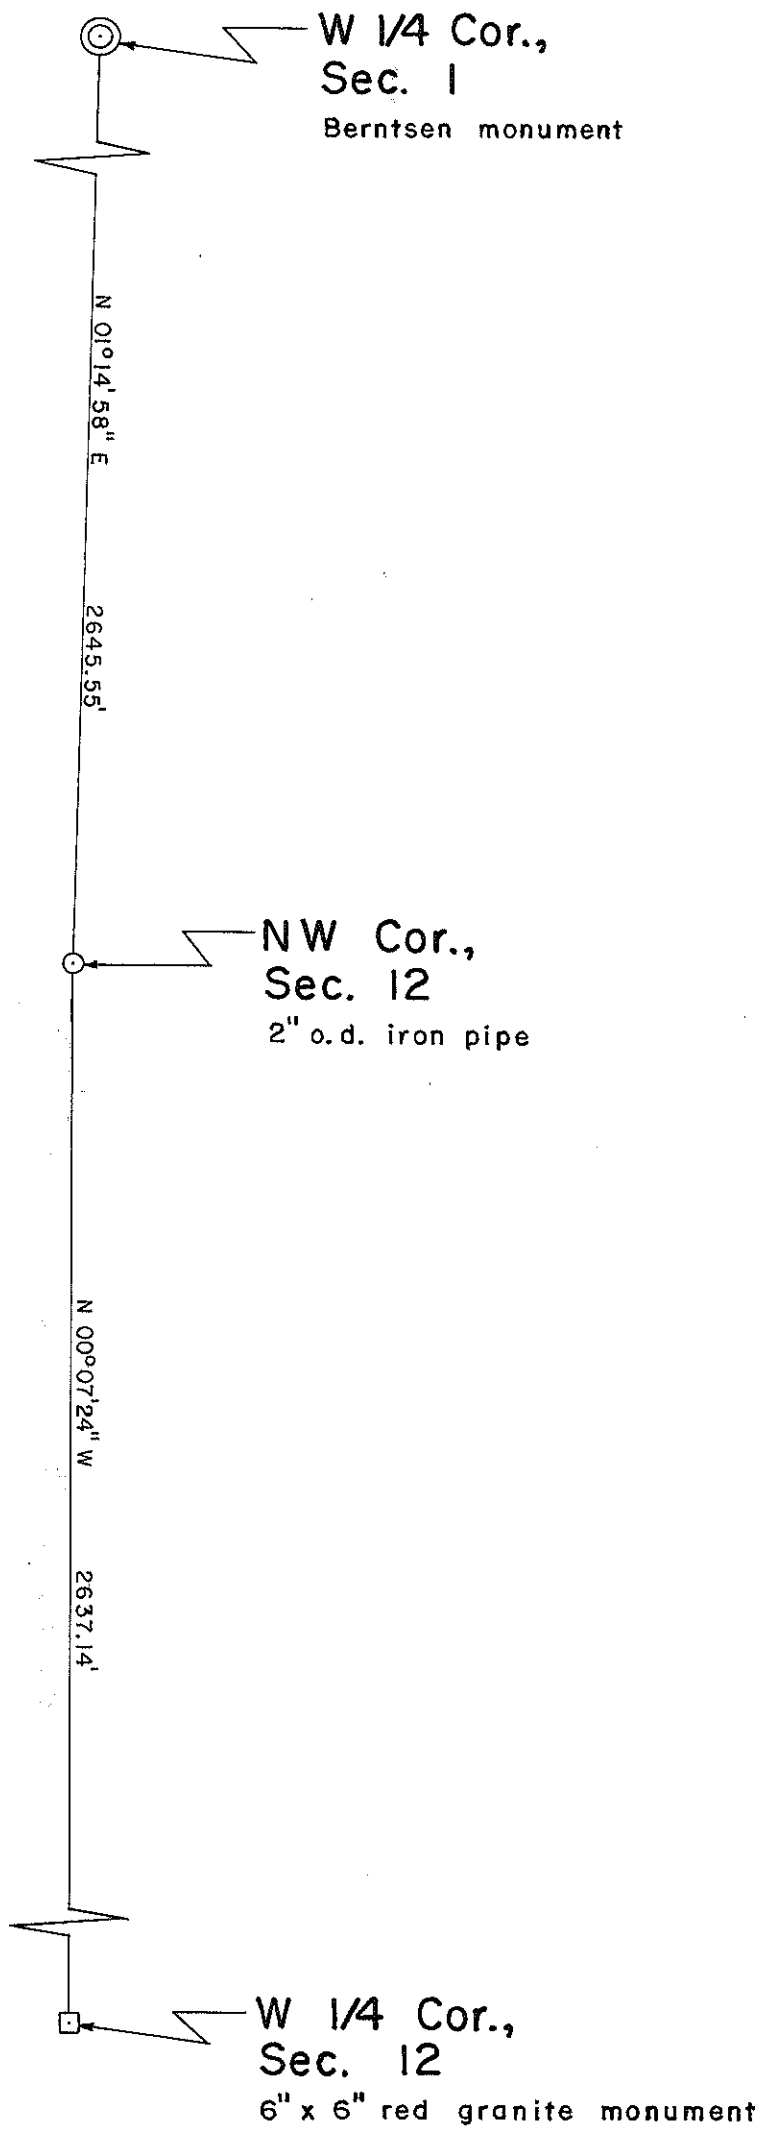 W 1/4 Cor.,
Sec. 1
Berntsen monument
N 01°14'58" E
2645.55'
NW Cor.,
Sec. 12
2" o.d. iron pipe
N 00°07'24" W
2637.14'
W 1/4 Cor.,
Sec. 12
6" x 6" red granite monument